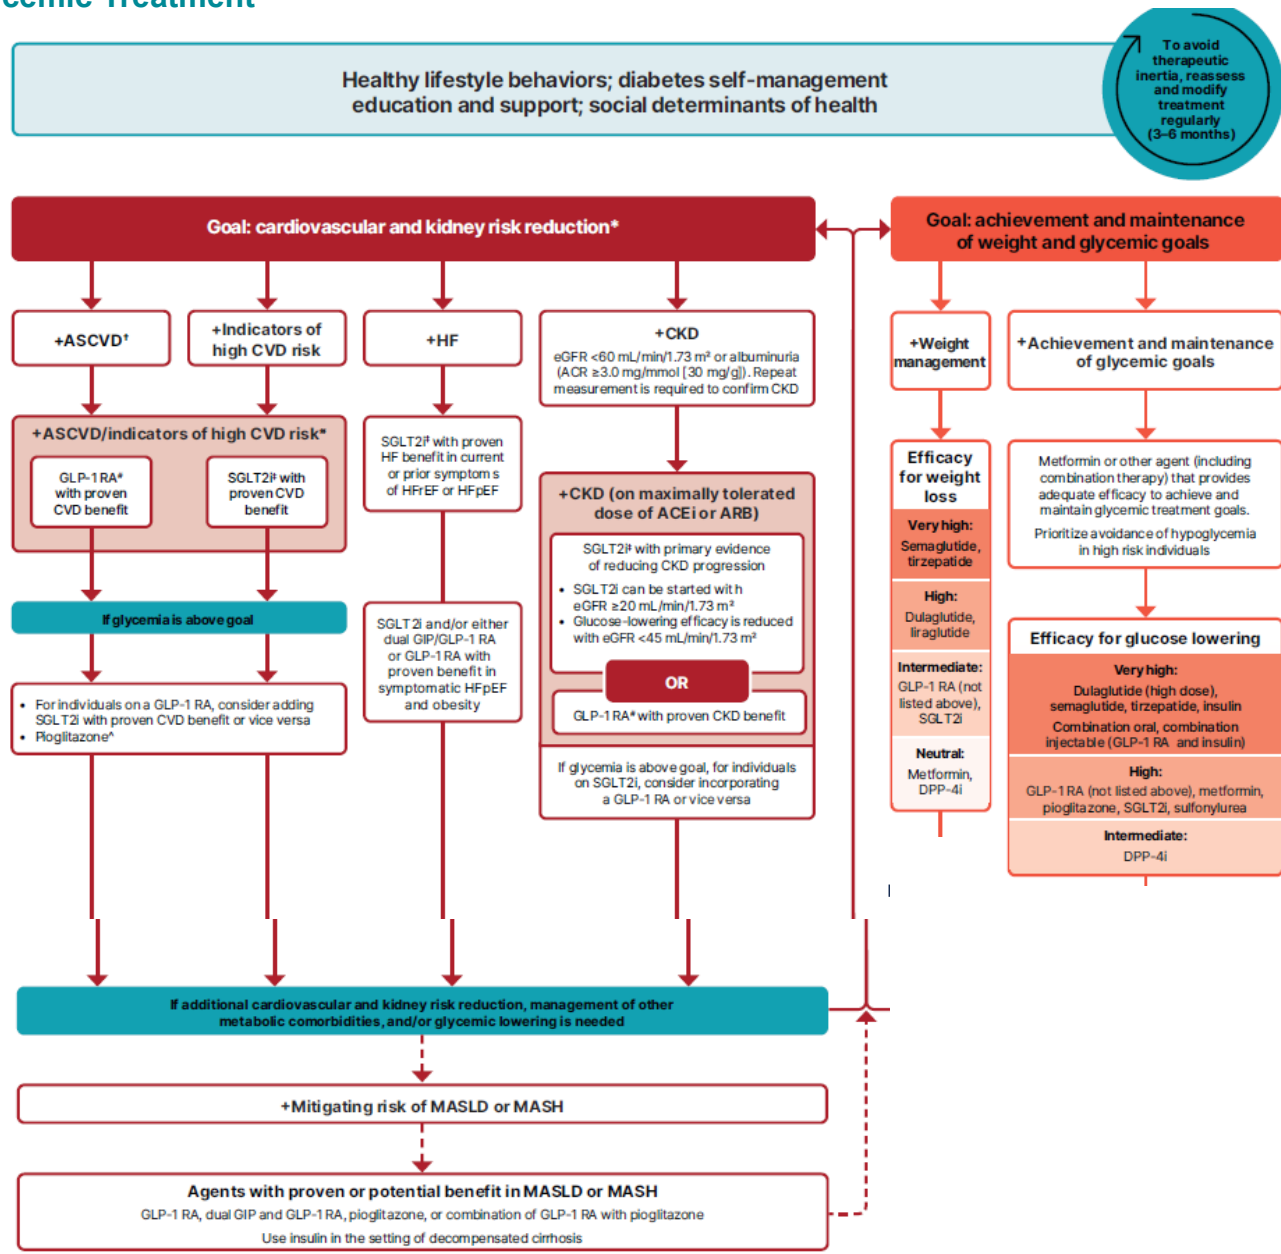 cemic Treatment
Healthy lifestyle behaviors; diabetes self-management
education and support; social determinants of health
To avoid
therapeutic
inertia, reassess
and modify
treatment
regularly
(3–6 months)
Goal: cardiovascular and kidney risk reduction*
+ASCVD†
+Indicators of
high CVD risk
+HF
+CKD
eGFR <60 mL/min/1.73 m² or albuminuria
(ACR ≥3.0 mg/mmol [30 mg/g]). Repeat
measurement is required to confirm CKD
+ASCVD/indicators of high CVD risk*
GLP-1 RA#
with proven
CVD benefit
SGLT2i‡ with
proven CVD
benefit
If glycemia is above goal
• For individuals on a GLP-1 RA, consider adding
SGLT2i with proven CVD benefit or vice versa
• Pioglitazone^
SGLT2i‡ with proven
HF benefit in current
or prior symptoms
of HFrEF or HFpEF
SGLT2i and/or either
dual GIP/GLP-1 RA
or GLP-1 RA with
proven benefit in
symptomatic HFpEF
and obesity
+CKD (on maximally tolerated
dose of ACEi or ARB)
SGLT2i‡ with primary evidence
of reducing CKD progression
• SGLT2i can be started with
eGFR ≥20 mL/min/1.73 m²
• Glucose-lowering efficacy is reduced
with eGFR <45 mL/min/1.73 m²
OR
GLP-1 RA# with proven CKD benefit
If glycemia is above goal, for individuals
on SGLT2i, consider incorporating
a GLP-1 RA or vice versa
Goal: achievement and maintenance
of weight and glycemic goals
+Weight
management
Efficacy
for weight
loss
Very high:
Semaglutide,
tirzepatide
High:
Dulaglutide,
liraglutide
Intermediate:
GLP-1 RA (not
listed above),
SGLT2i
Neutral:
Metformin,
DPP-4i
+Achievement and maintenance
of glycemic goals
Metformin or other agent (including
combination therapy) that provides
adequate efficacy to achieve and
maintain glycemic treatment goals.
Prioritize avoidance of hypoglycemia
in high risk individuals
Efficacy for glucose lowering
Very high:
Dulaglutide (high dose),
semaglutide, tirzepatide, insulin
Combination oral, combination
injectable (GLP-1 RA and insulin)
High:
GLP-1 RA (not listed above), metformin,
pioglitazone, SGLT2i, sulfonylurea
Intermediate:
DPP-4i
If additional cardiovascular and kidney risk reduction, management of other
metabolic comorbidities, and/or glycemic lowering is needed
+Mitigating risk of MASLD or MASH
Agents with proven or potential benefit in MASLD or MASH
GLP-1 RA, dual GIP and GLP-1 RA, pioglitazone, or combination of GLP-1 RA with pioglitazone
Use insulin in the setting of decompensated cirrhosis